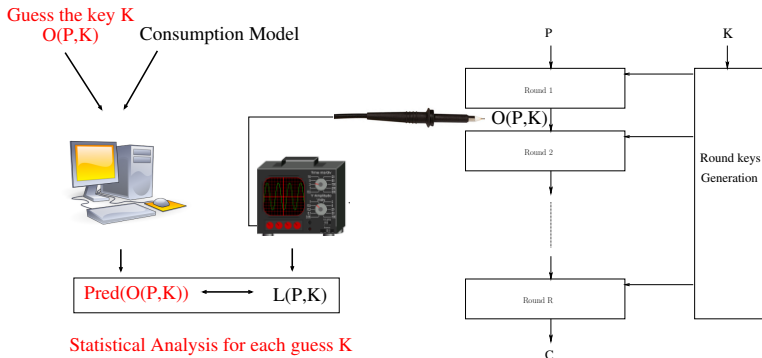 Guess the key K
O(P,K)
Consumption Model
Pred(O(P,K))
L(P,K)
Statistical Analysis for each guess K
P
K
Round 1
O(P,K)
Round 2
Round keys
Generation
Round R
C